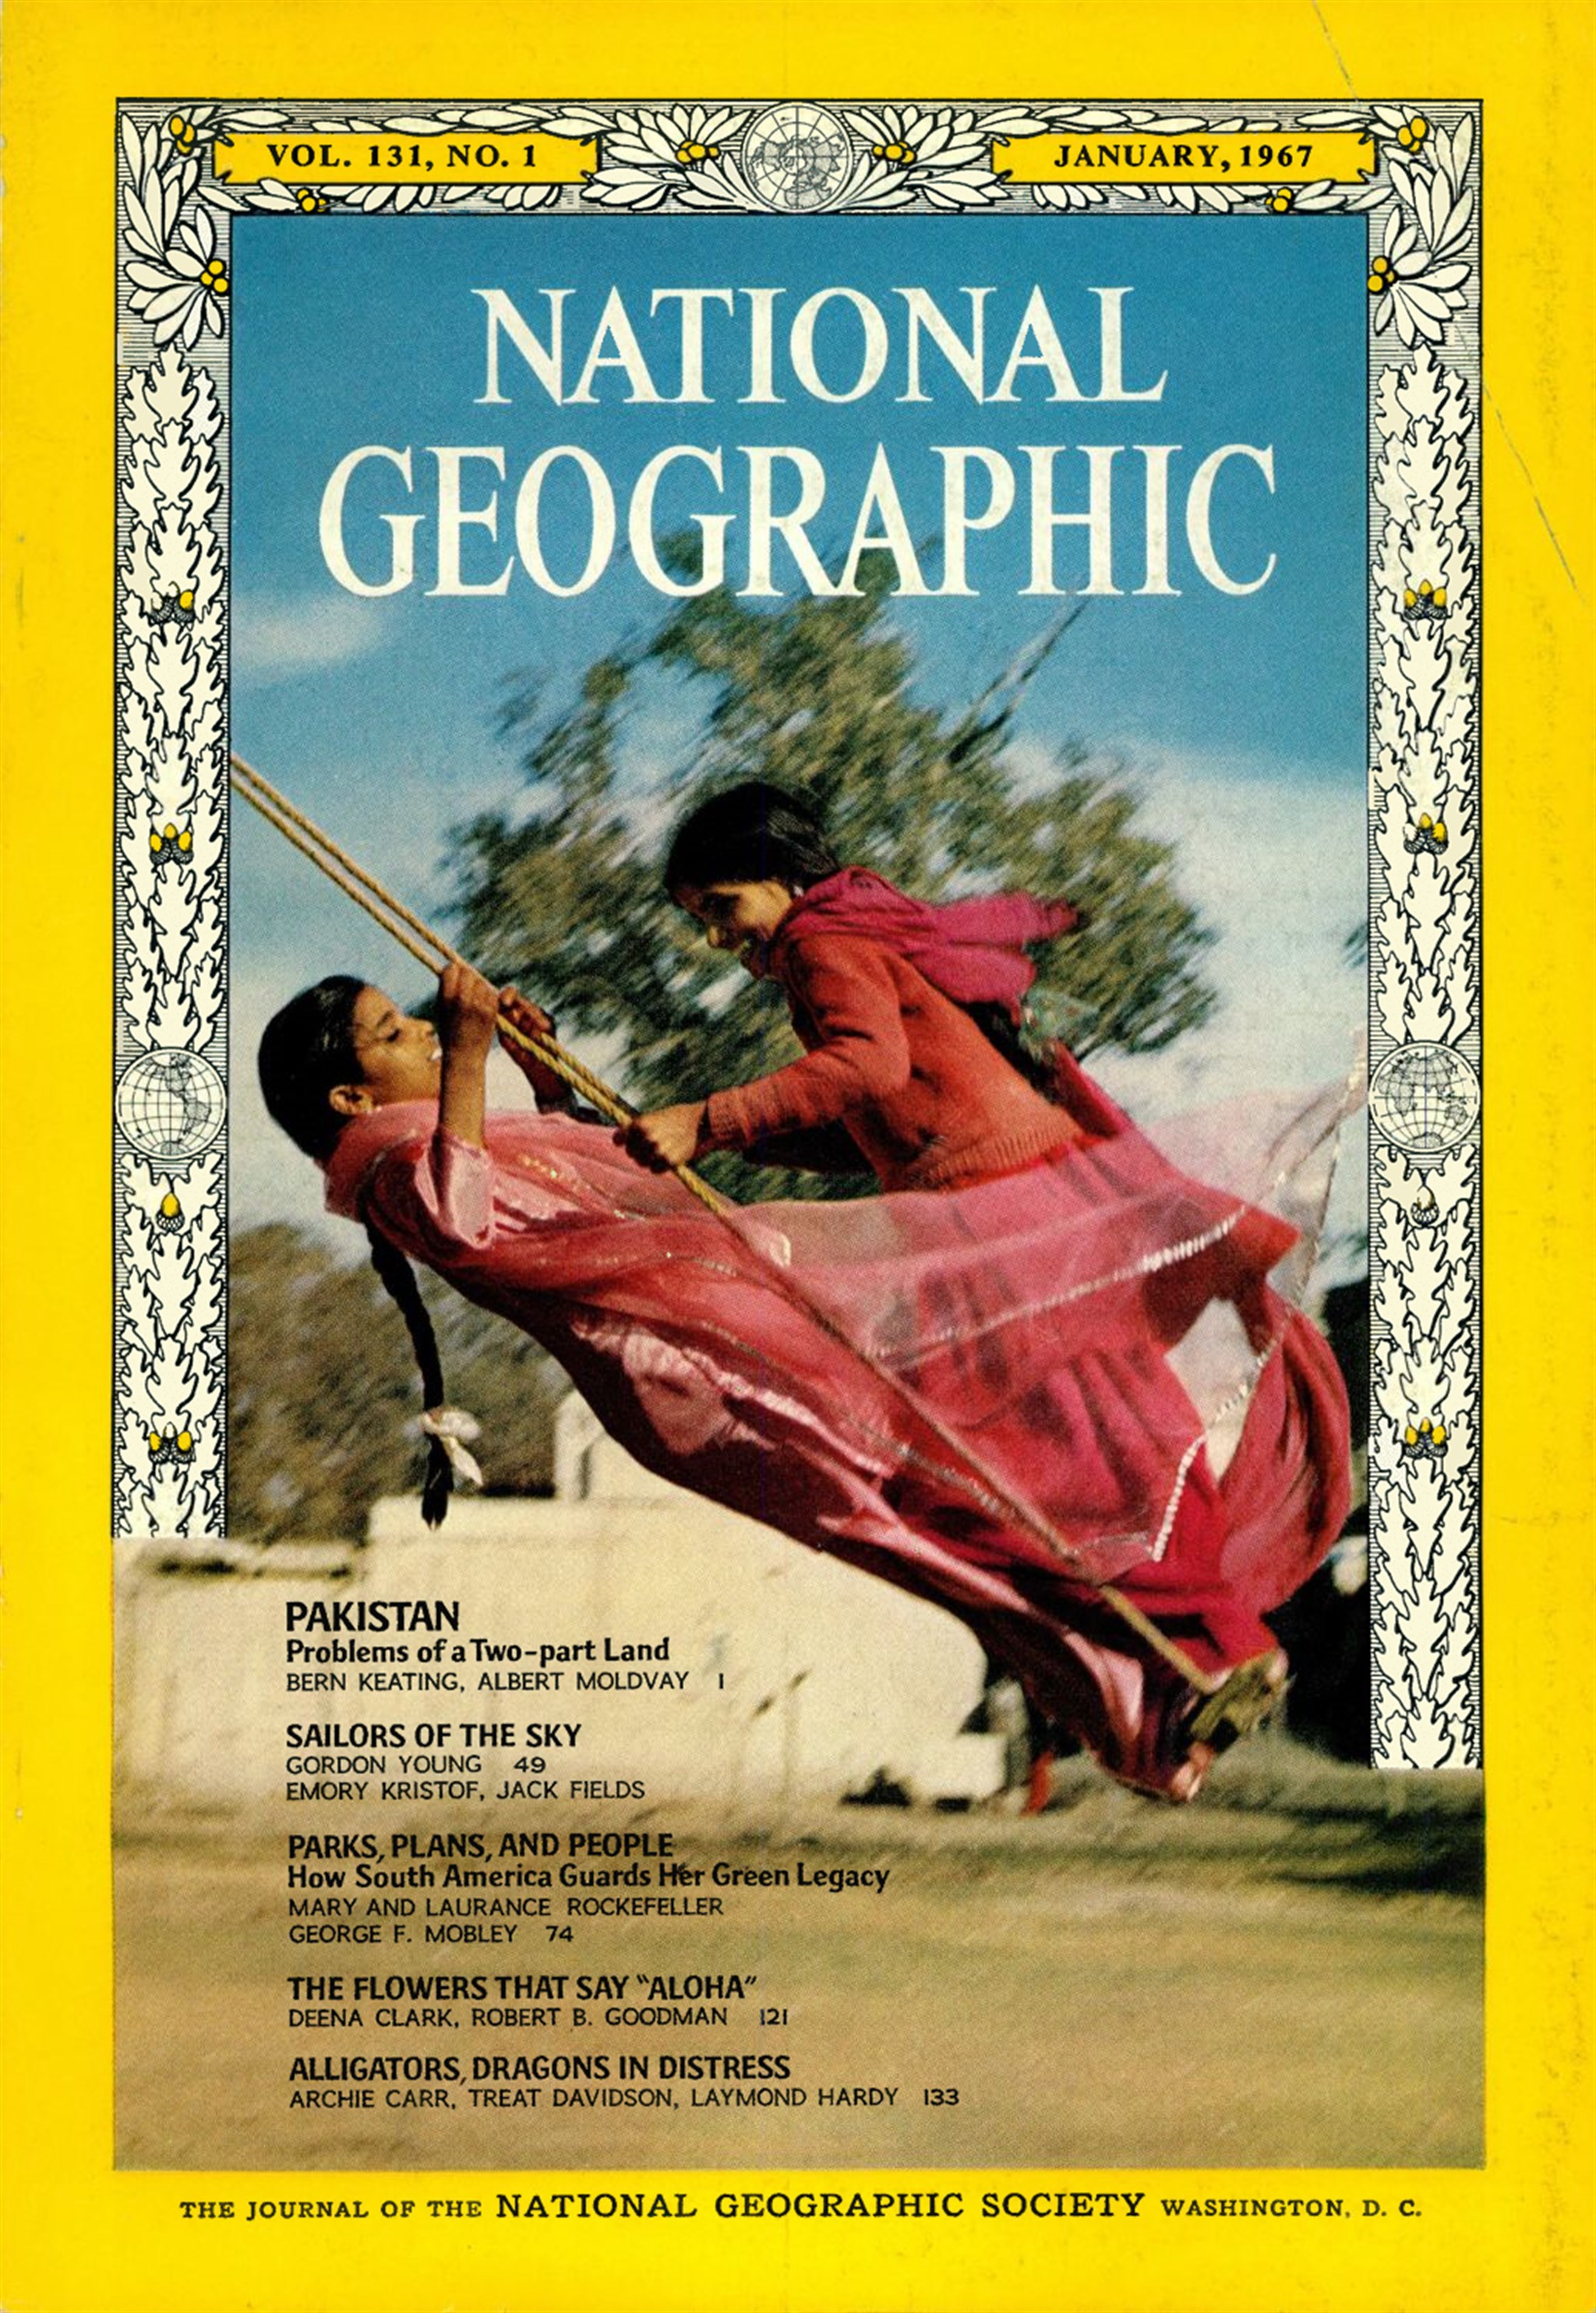 VOL. 131, NO. 1
JANUARY, 1967
NATIONAL
GEOGRAPHIC
PAKISTAN
Problems of a Two-part Land
BERN KEATING, ALBERT MOLDVAY 1
SAILORS OF THE SKY
GORDON YOUNG 49
EMORY KRISTOF, JACK FIELDS
PARKS, PLANS, AND PEOPLE
How South America Guards Her Green Legacy
MARY AND LAURANCE ROCKEFELLER
GEORGE F. MOBLEY 74
THE FLOWERS THAT SAY “ALOHA”
DEENA CLARK, ROBERT B. GOODMAN 121
ALLIGATORS, DRAGONS IN DISTRESS
ARCHIE CARR, TREAT DAVIDSON, LAYMOND HARDY 133
THE JOURNAL OF THE NATIONAL GEOGRAPHIC SOCIETY WASHINGTON, D. C.